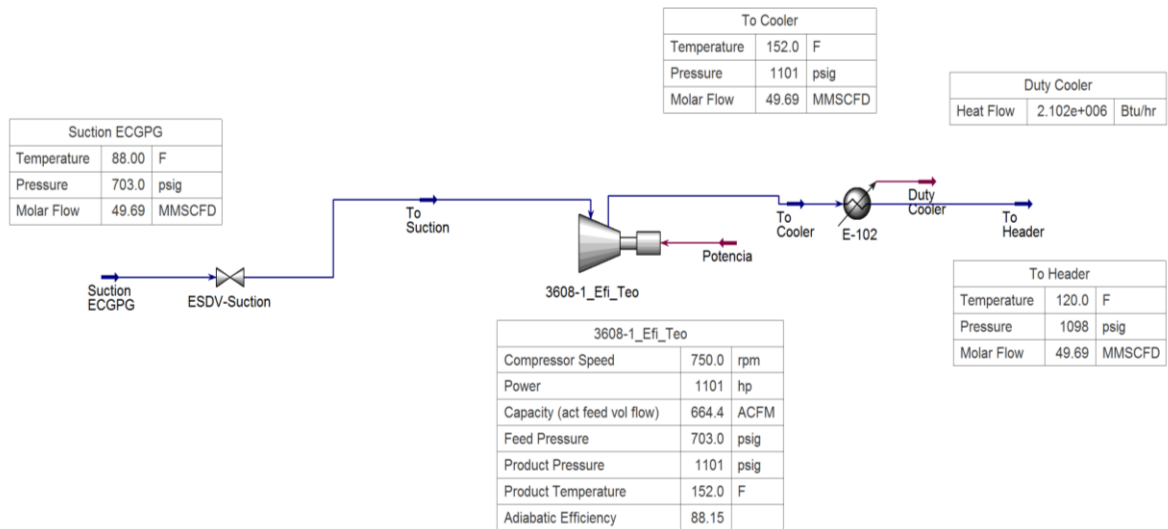 To Cooler
Temperature 152.0 F
Pressure 1101 psig
Molar Flow 49.69 MMSCFD
Duty Cooler
Heat Flow 2.102e+006 Btu/hr
Suction ECGPG
Temperature 88.00 F
Pressure 703.0 psig
Molar Flow 49.69 MMSCFD
To
Suction
Suction
ECGPG
ESDV-Suction
3608-1_Efi_Teo
Potencia
To
Cooler
E-102
Duty
Cooler
To
Header
To Header
Temperature 120.0 F
Pressure 1098 psig
Molar Flow 49.69 MMSCFD
3608-1_Efi_Teo
Compressor Speed 750.0 rpm
Power 1101 hp
Capacity (act feed vol flow) 664.4 ACFM
Feed Pressure 703.0 psig
Product Pressure 1101 psig
Product Temperature 152.0 F
Adiabatic Efficiency 88.15